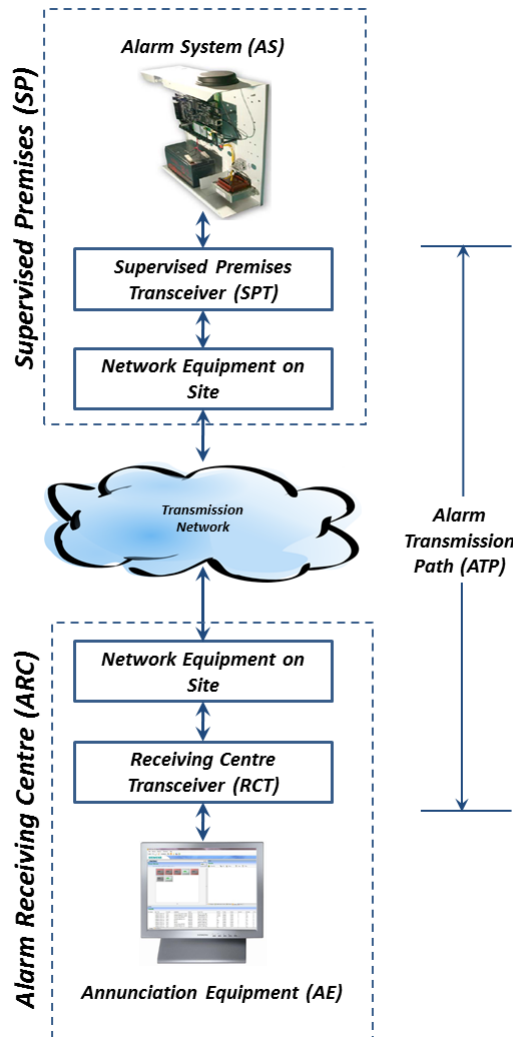 Supervised Premises (SP)
Alarm System (AS)
Supervised Premises
Transceiver (SPT)
Network Equipment on
Site
Transmission
Network
Alarm
Transmission
Path (ATP)
Alarm Receiving Centre (ARC)
Network Equipment on
Site
Receiving Centre
Transceiver (RCT)
Annunciation Equipment (AE)